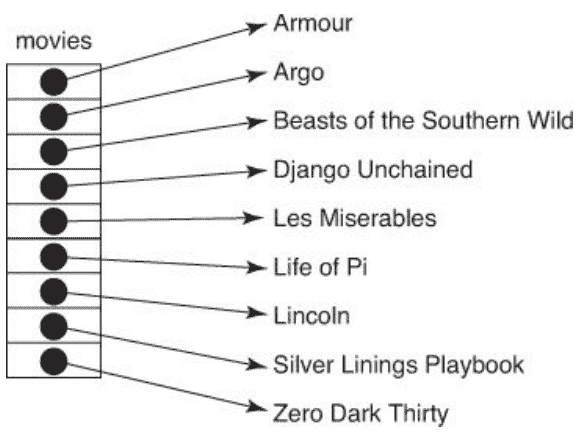 movies
Armour
Argo
Beasts of the Southern Wild
Django Unchained
Les Miserables
Life of Pi
Lincoln
Silver Linings Playbook
Zero Dark Thirty